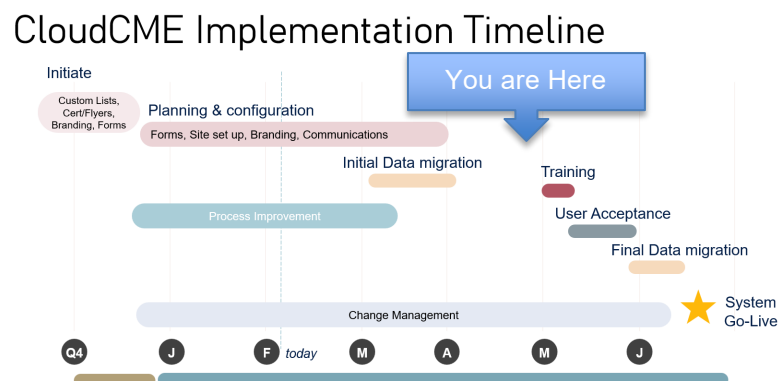 CloudCME Implementation Timeline
You are Here
Initiate
Custom Lists,
Cert/Flyers,
Branding, Forms
Planning & configuration
Forms, Site set up, Branding, Communications
Initial Data migration
Training
Process Improvement
User Acceptance
Final Data migration
Change Management
System
Go-Live
Q4 J F today M A M J